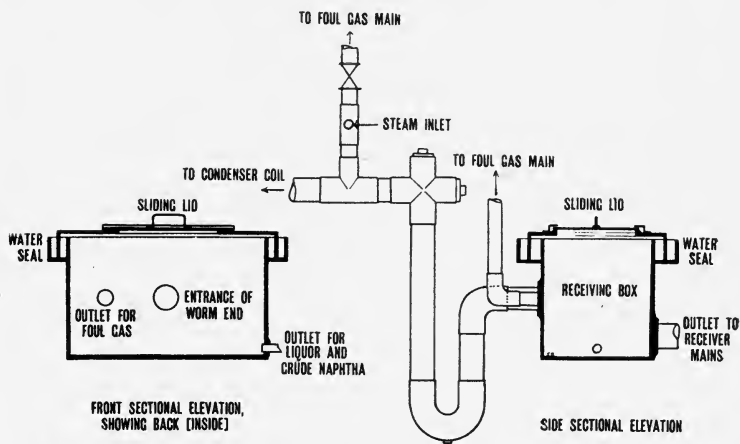 TO FOUL GAS MAIN
STEAM INLET
TO FOUL GAS MAIN
TO CONDENSER COIL
SLIDING LID
SLIDING LID
WATER
SEAL
WATER
SEAL
RECEIVING BOX
OUTLET FOR
FOUL GAS
ENTRANCE OF
WORM END
OUTLET TO
RECEIVER
MAINS
OUTLET FOR
LIQUOR AND
CRUDE NAPHTHA
FRONT SECTIONAL ELEVATION,
SHOWING BACK [INSIDE]
SIDE SECTIONAL ELEVATION